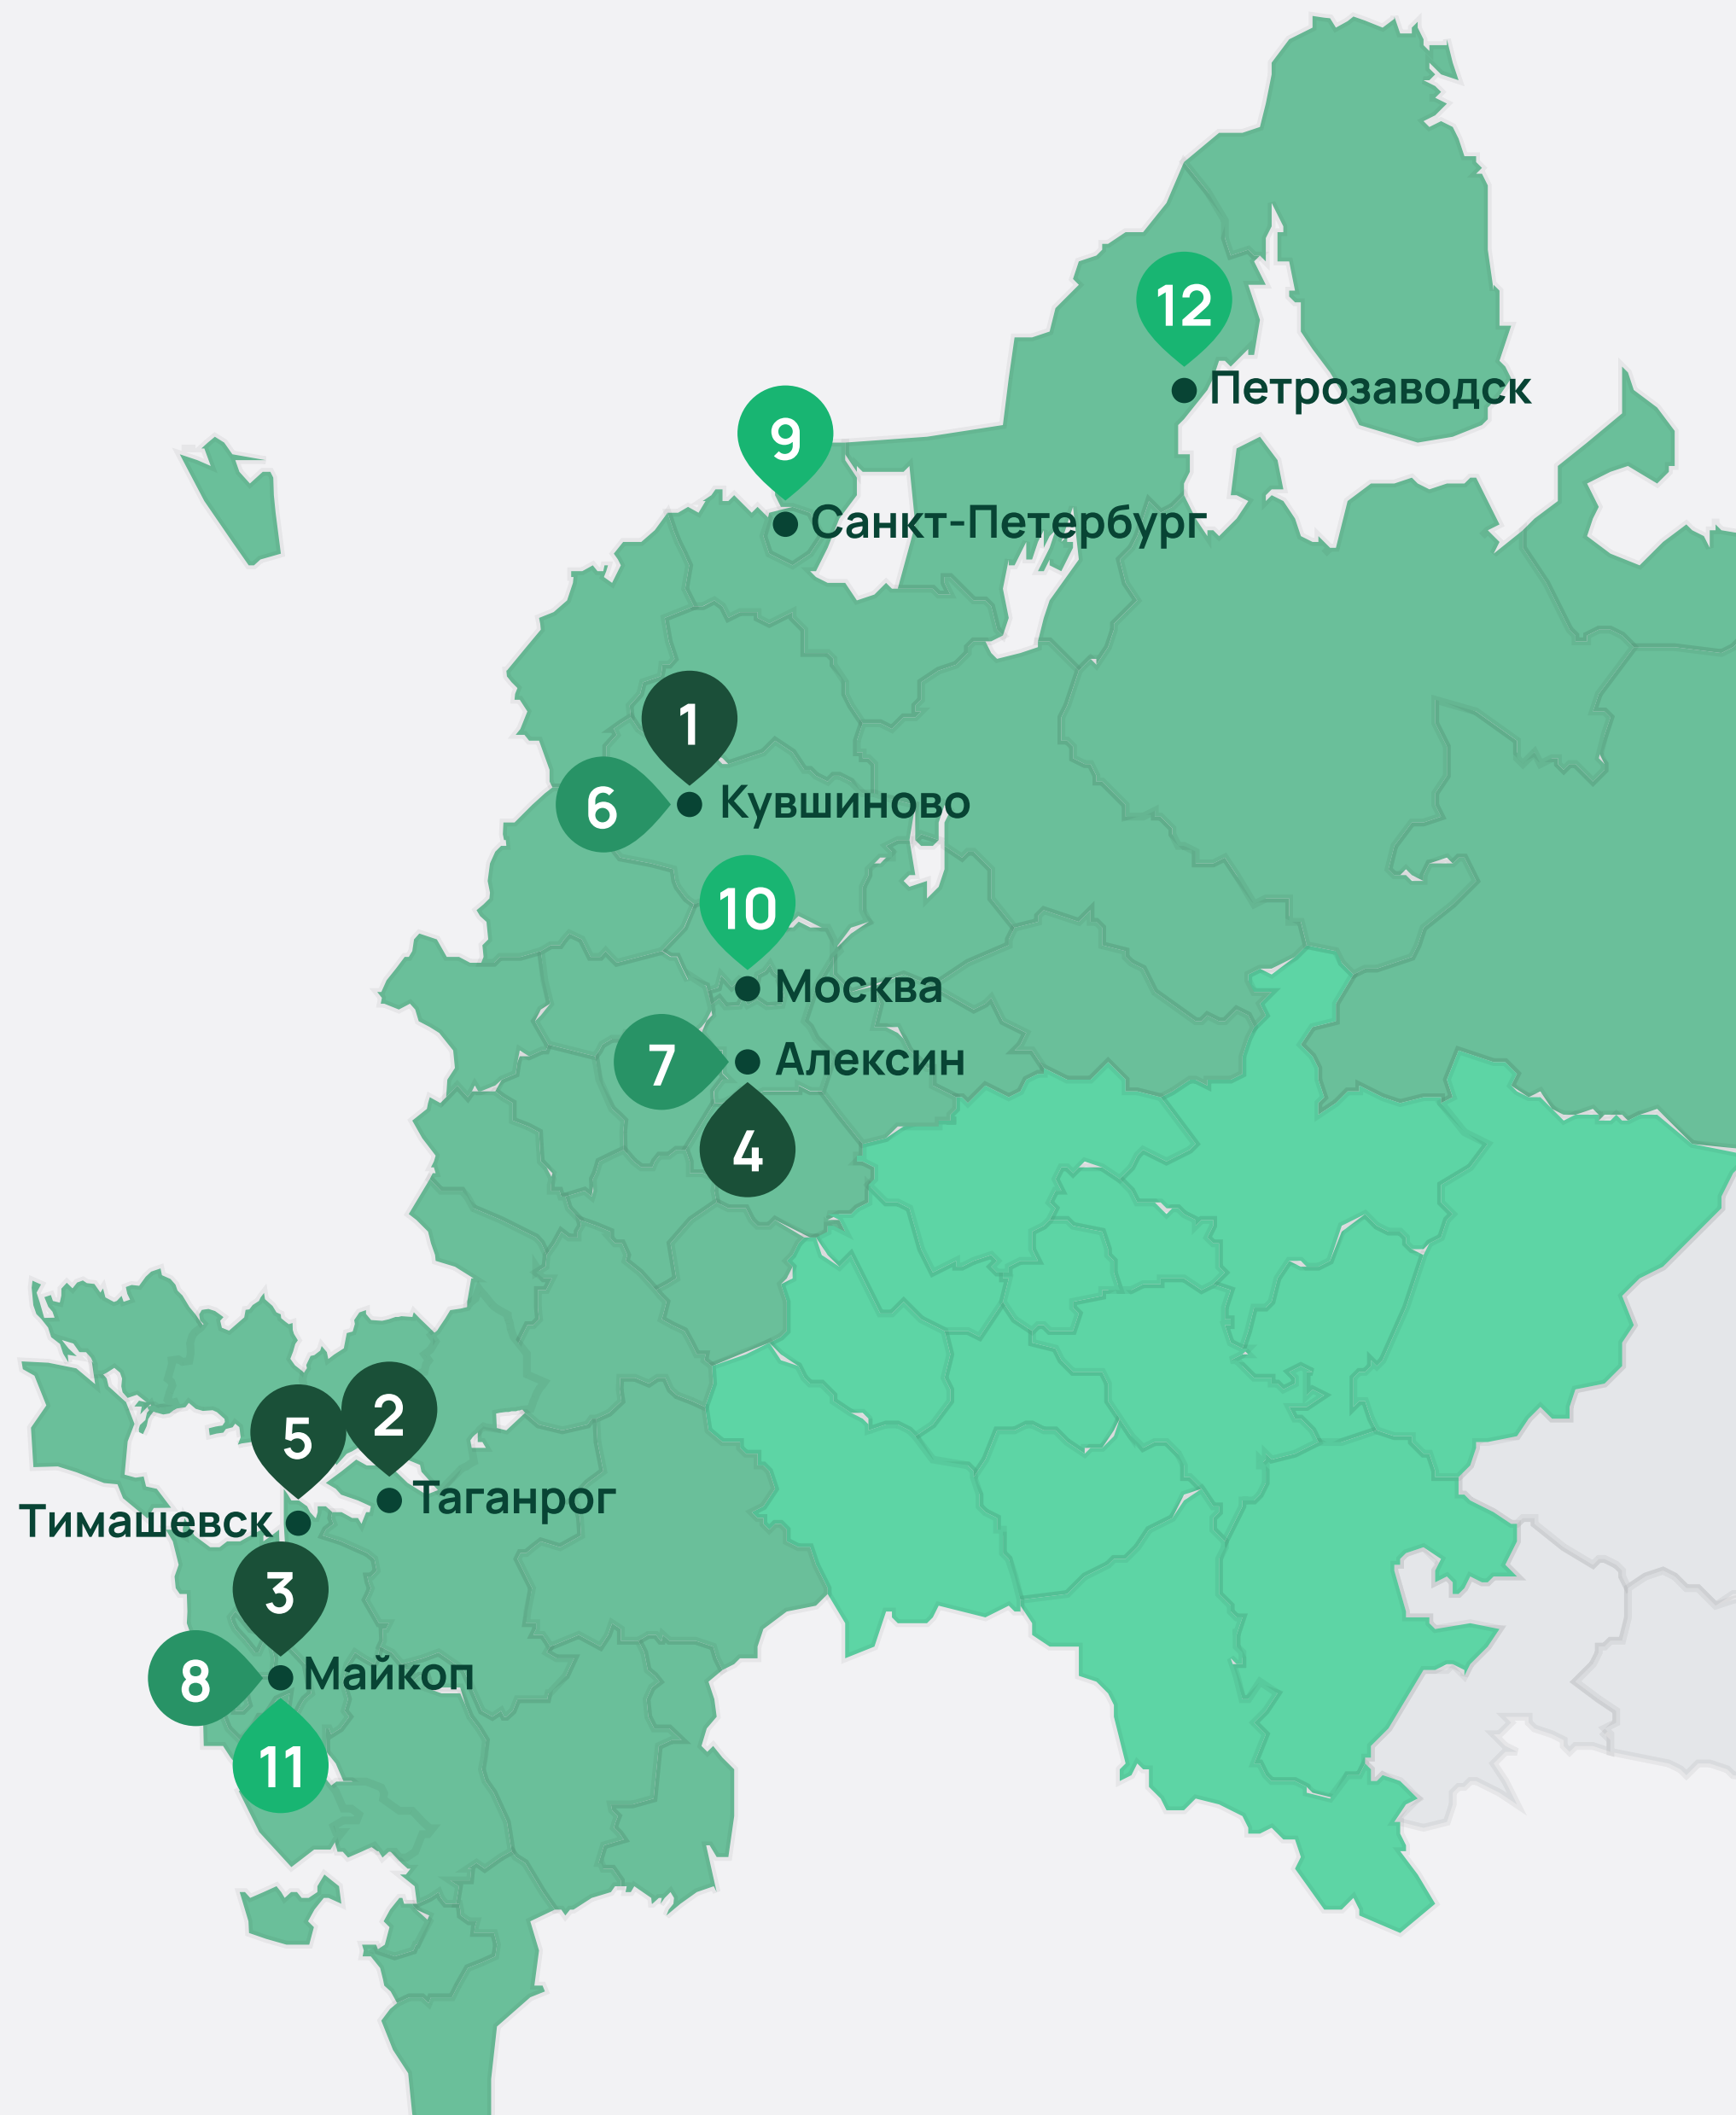 12
Петрозаводск
9
Санкт-Петербург
1
6
Кувшиново
10
Москва
7
Алексин
4
2
5
Таганрог
Тимашевск
3
8
Майкоп
11